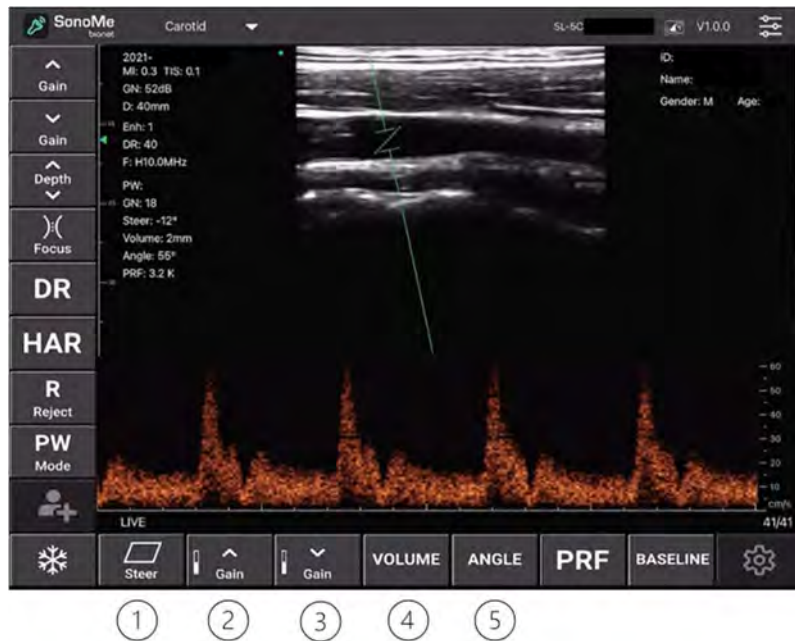 SonoMe
bionet
Carotid
SL-5C
V1.0.0
Gain
Gain
Depth
Focus
DR
HAR
R
Reject
PW
Mode
2021-
MI: 0.3 TIS: 0.1
GN: 52dB
D: 40mm
Enh: 1
DR: 40
F: H10.0MHz
PW:
GN: 18
Steer: -12°
Volume: 2mm
Angle: 55°
PRF: 3.2 K
ID:
Name:
Gender: M Age:
60
50
40
30
20
10
cm/s
LIVE
41/41
Steer
Gain
Gain
VOLUME
ANGLE
PRF
BASELINE
1
2
3
4
5